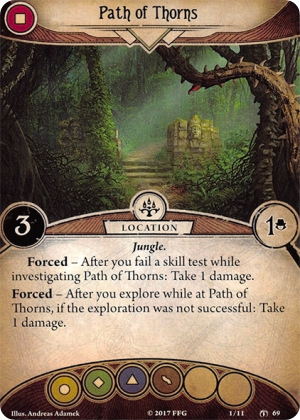 Path of Thorns
3
LOCATION
1
Jungle.
Forced – After you fail a skill test while
investigating Path of Thorns: Take 1 damage.
Forced – After you explore while at Path of
Thorns, if the exploration was not successful: Take
1 damage.
Illus. Andreas Adamek
© 2017 FFG
1/11
69